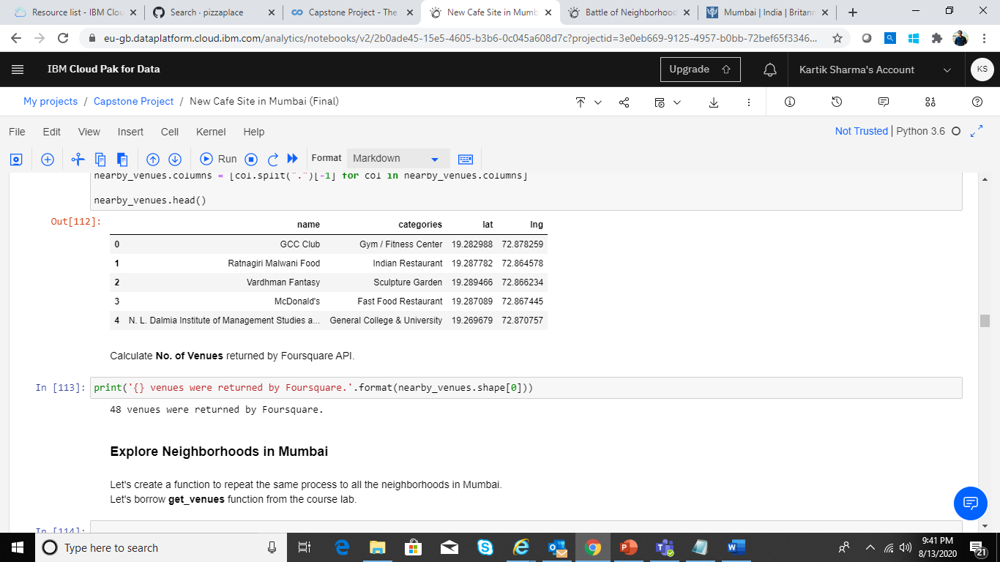 Resource list - IBM Clou
Search · pizzaplace
Capstone Project - The
New Cafe Site in Mumb
Battle of Neighborhood
Mumbai | India | Britann
eu-gb.dataplatform.cloud.ibm.com/analytics/notebooks/v2/2b0ade45-15e5-4605-b3b6-0c045a608d7c?projectid=3e0eb669-9125-4957-b0bb-72bef65f3346...
IBM Cloud Pak for Data
Upgrade
Kartik Sharma's Account
KS
My projects / Capstone Project / New Cafe Site in Mumbai (Final)
File Edit View Insert Cell Kernel Help
Not Trusted | Python 3.6
Run
Format
Markdown
nearby_venues.columns = [col.split(".")[-1] for col in nearby_venues.columns]
nearby_venues.head()
Out[112]:
name categories lat lng
0 GCC Club Gym / Fitness Center 19.282988 72.878259
1 Ratnagiri Malwani Food Indian Restaurant 19.287782 72.864578
2 Vardhman Fantasy Sculpture Garden 19.289466 72.866234
3 McDonald's Fast Food Restaurant 19.287089 72.867445
4 N. L. Dalmia Institute of Management Studies a... General College & University 19.269679 72.870757
Calculate No. of Venues returned by Foursquare API.
In [113]: print('{} venues were returned by Foursquare.'.format(nearby_venues.shape[0]))
48 venues were returned by Foursquare.
Explore Neighborhoods in Mumbai
Let's create a function to repeat the same process to all the neighborhoods in Mumbai.
Let's borrow get_venues function from the course lab.
In [114]:
Type here to search
9:41 PM
8/13/2020
21